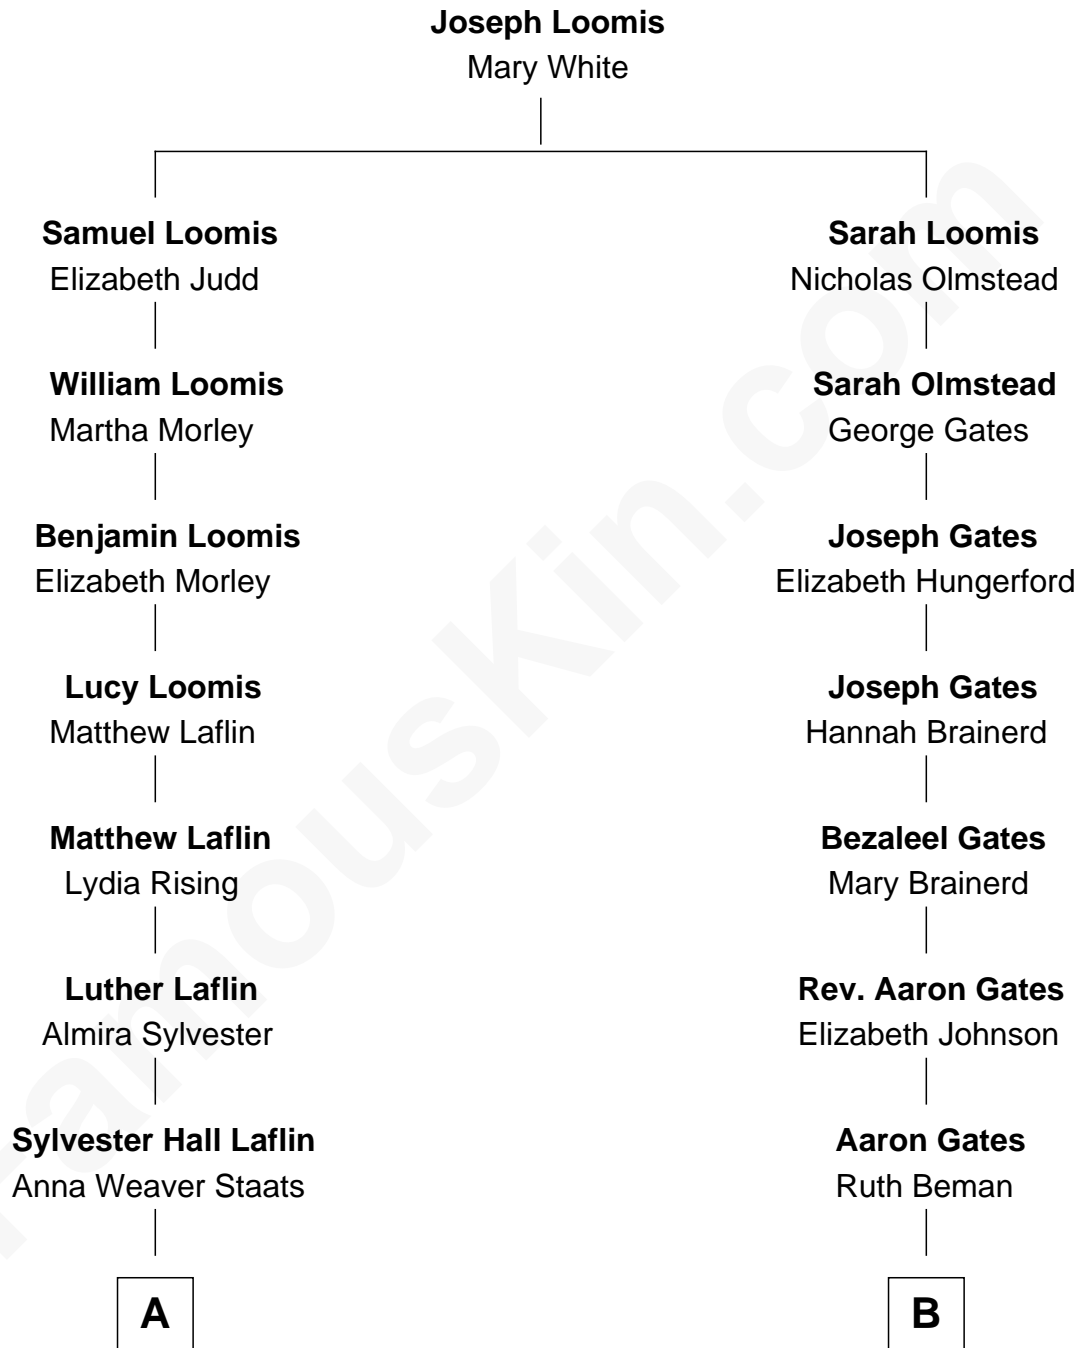 Joseph Loomis
Mary White
Samuel Loomis
Elizabeth Judd
William Loomis
Martha Morley
Benjamin Loomis
Elizabeth Morley
Lucy Loomis
Matthew Laflin
Matthew Laflin
Lydia Rising
Luther Laflin
Almira Sylvester
Sylvester Hall Laflin
Anna Weaver Staats
A
Sarah Loomis
Nicholas Olmstead
Sarah Olmstead
George Gates
Joseph Gates
Elizabeth Hungerford
Joseph Gates
Hannah Brainerd
Bezaleel Gates
Mary Brainerd
Rev. Aaron Gates
Elizabeth Johnson
Aaron Gates
Ruth Beman
B
FamousKin.com